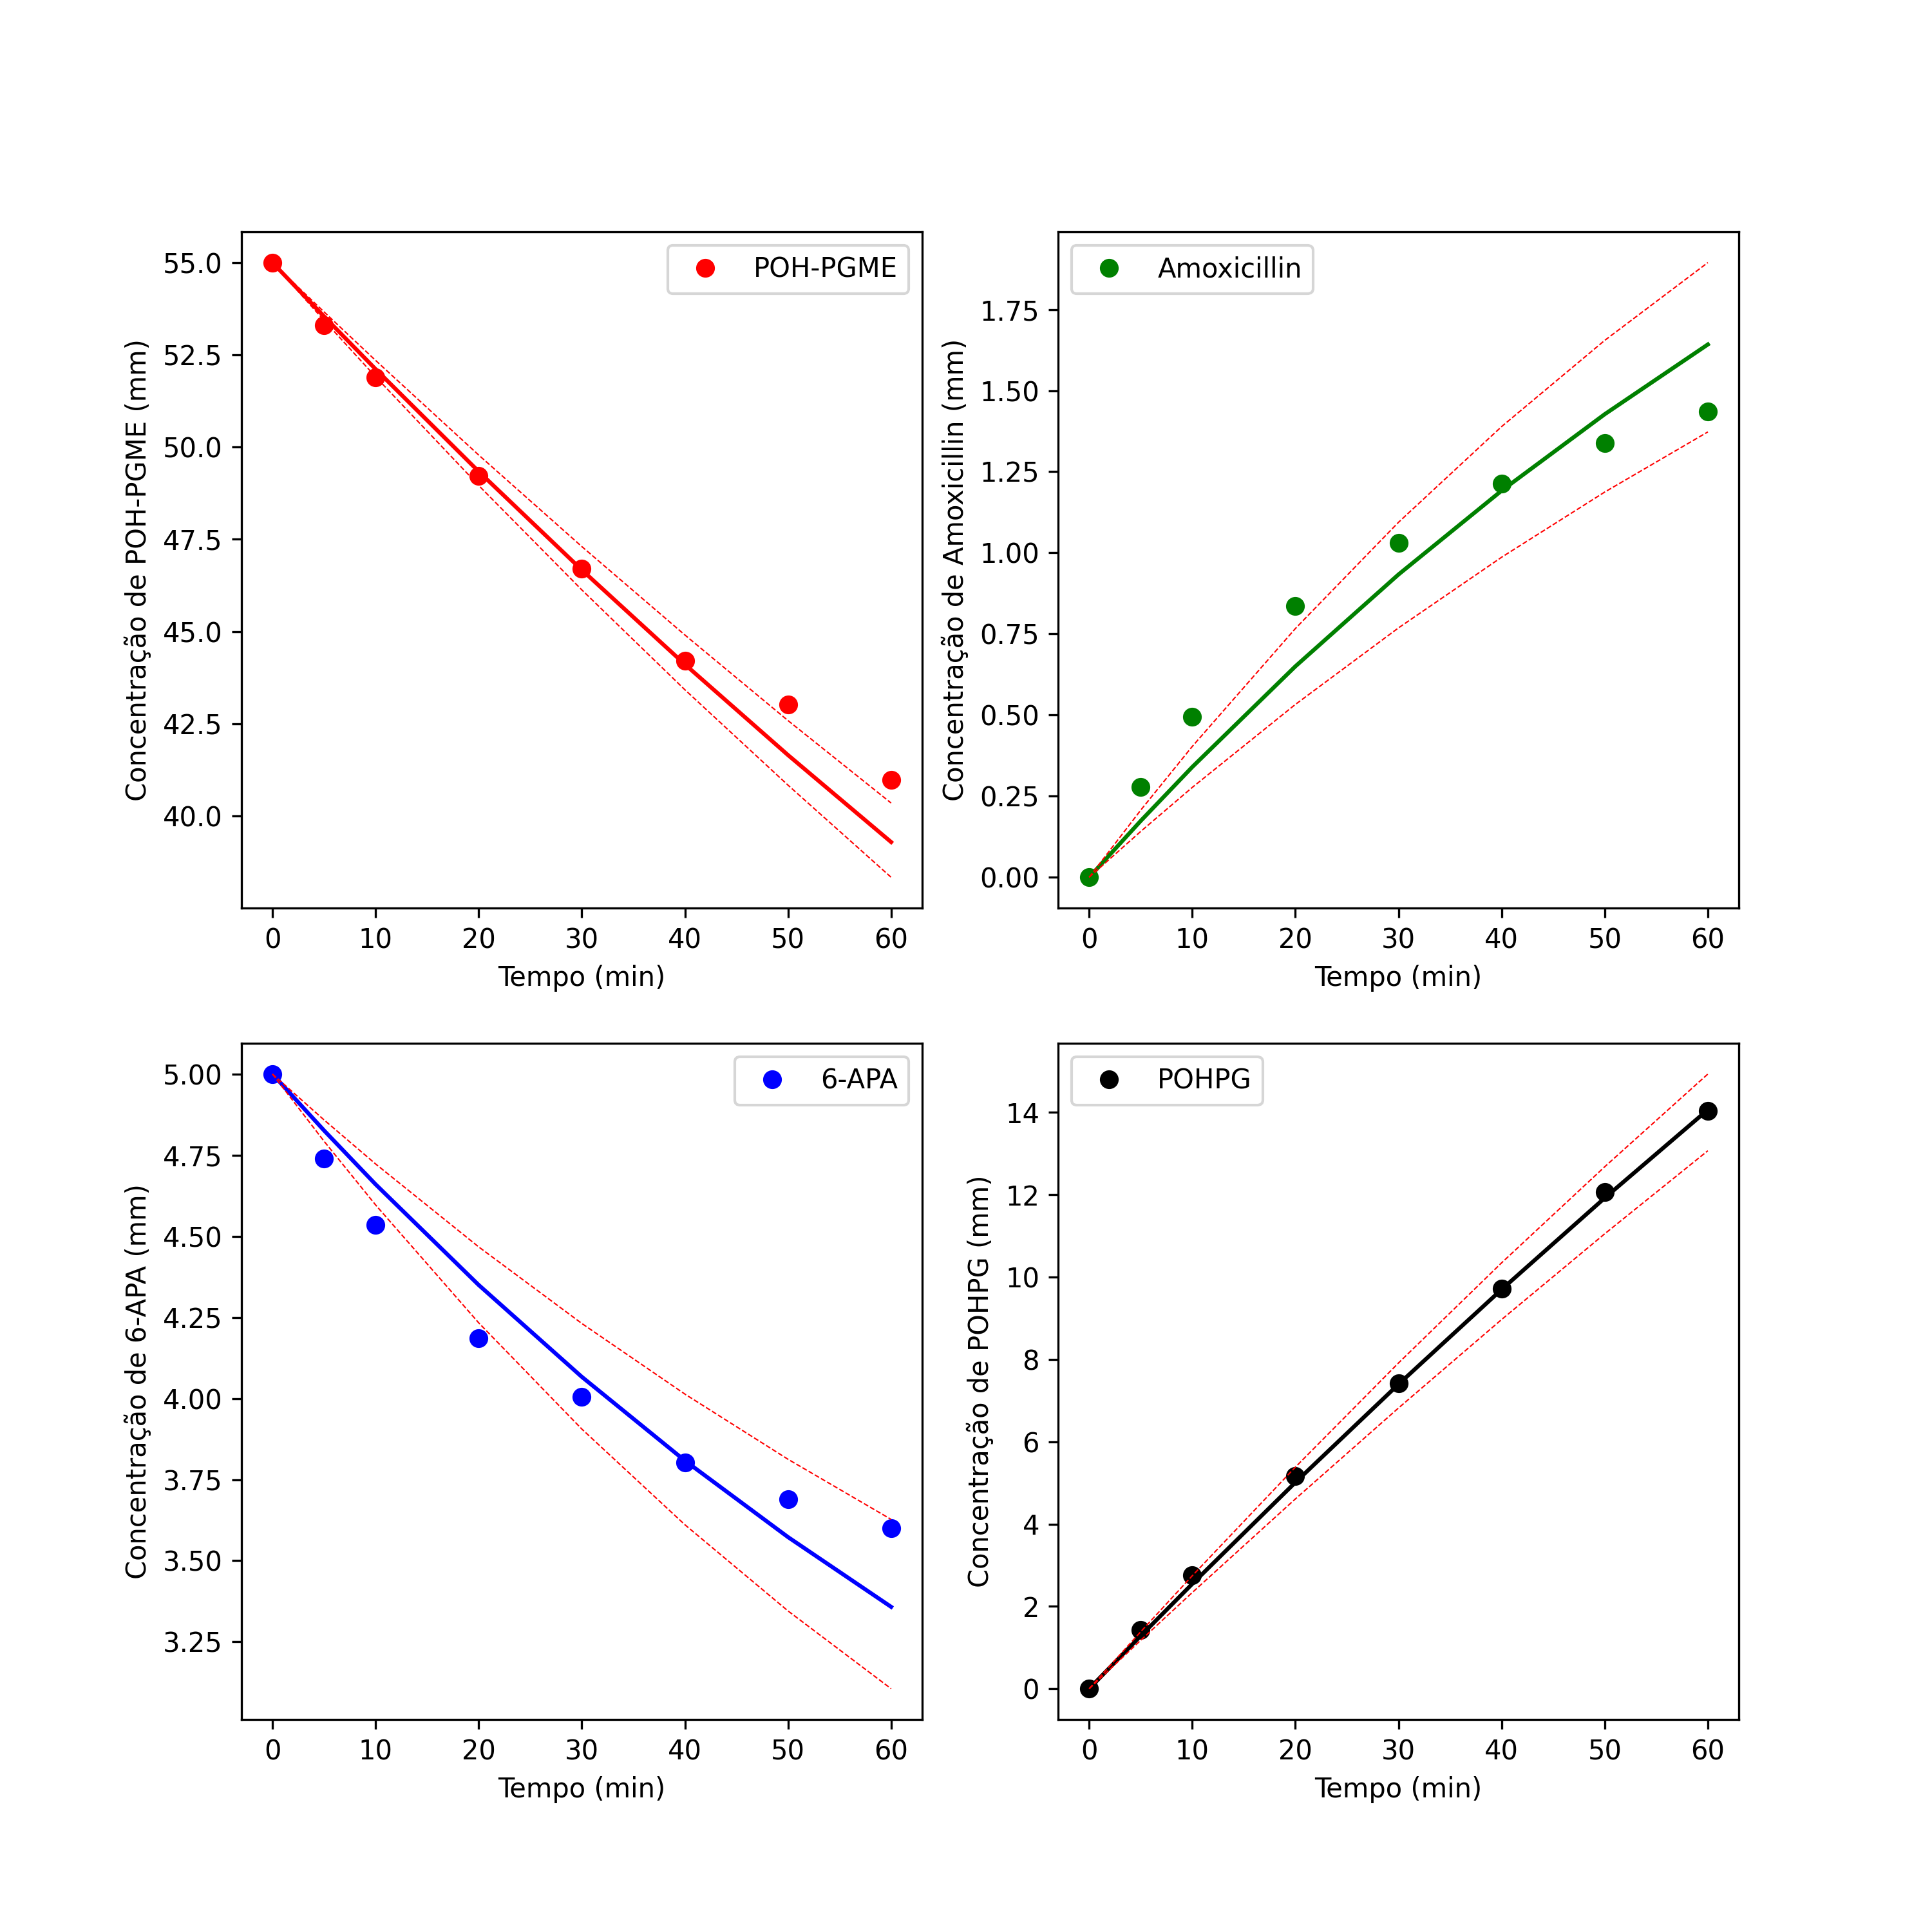 POH-PGME
Concentração de POH-PGME (mm)
55.0
52.5
50.0
47.5
45.0
42.5
40.0
0 10 20 30 40 50 60
Tempo (min)
Amoxicillin
Concentração de Amoxicillin (mm)
1.75
1.50
1.25
1.00
0.75
0.50
0.25
0.00
0 10 20 30 40 50 60
Tempo (min)
6-APA
Concentração de 6-APA (mm)
5.00
4.75
4.50
4.25
4.00
3.75
3.50
3.25
0 10 20 30 40 50 60
Tempo (min)
POHPG
Concentração de POHPG (mm)
14
12
10
8
6
4
2
0
0 10 20 30 40 50 60
Tempo (min)